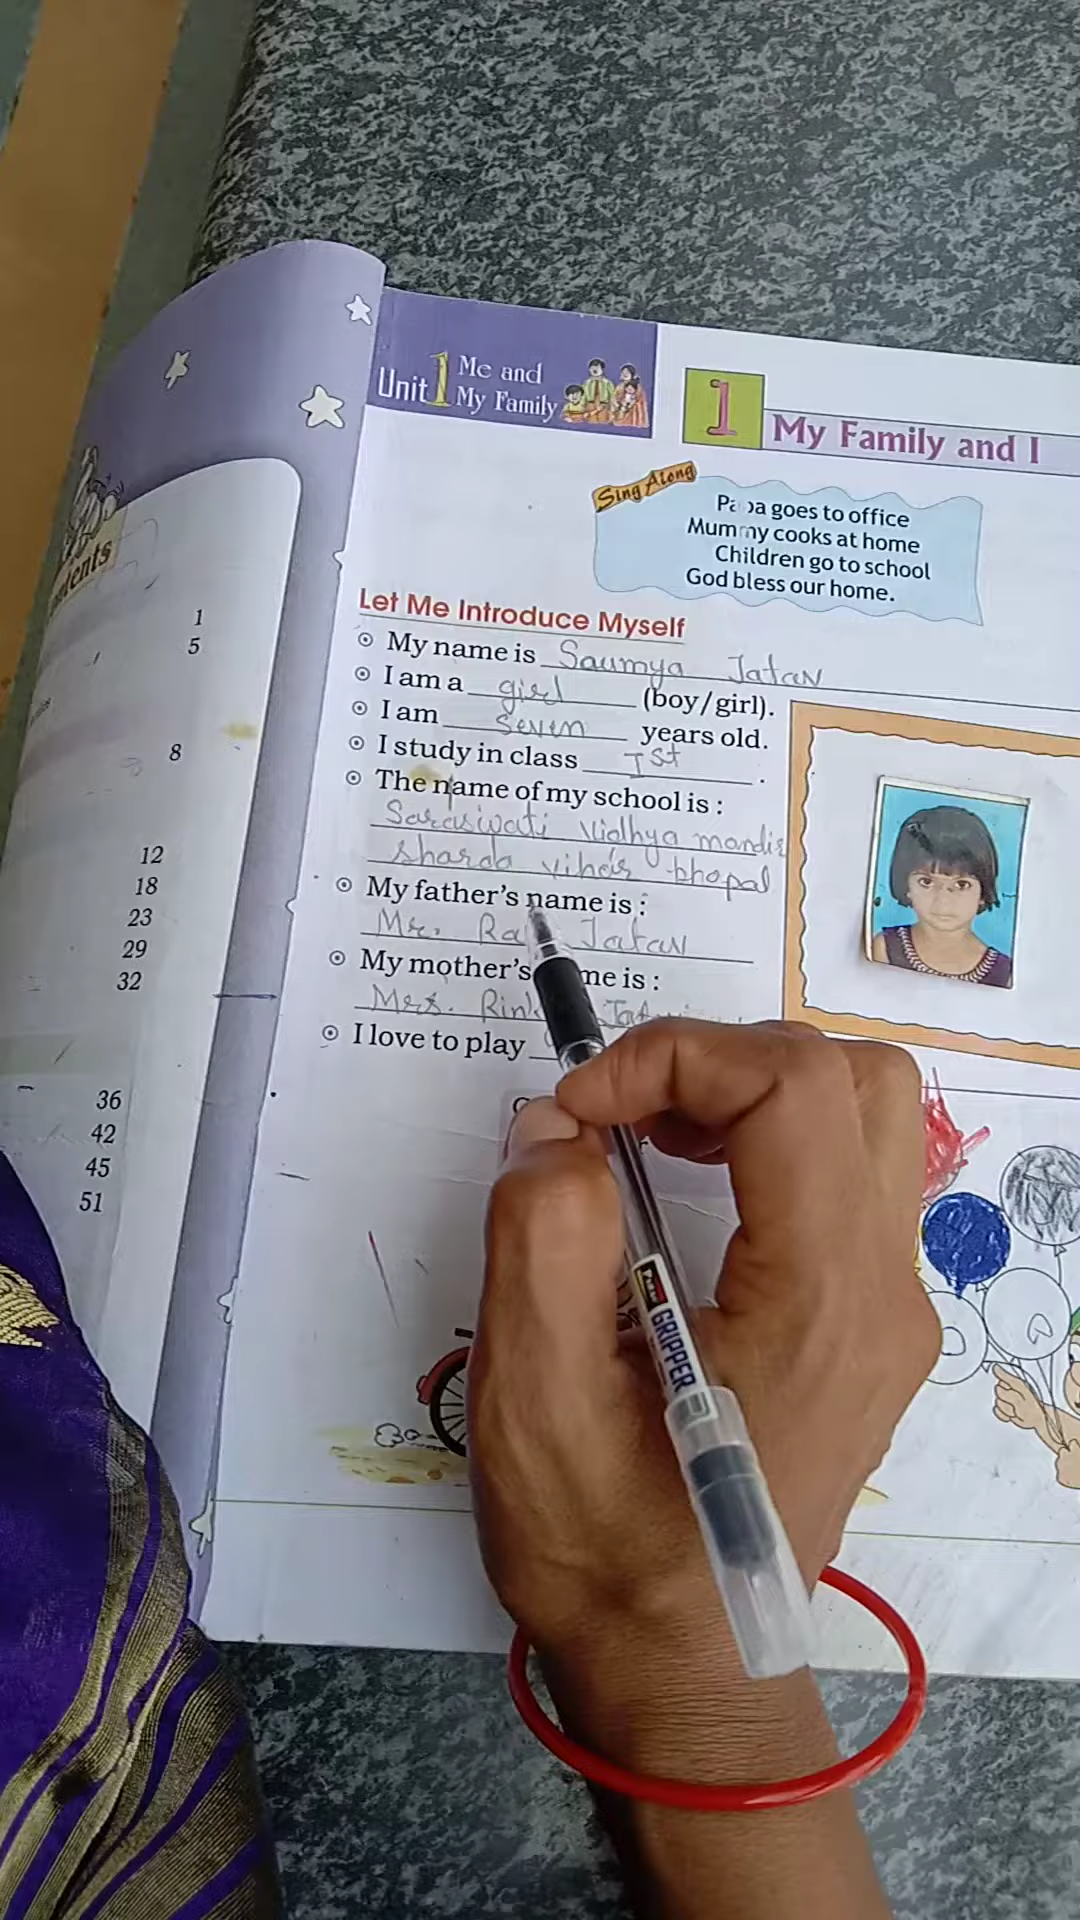 Unit 1 Me and My Family
1 My Family and I
Sing Along
Papa goes to office
Mummy cooks at home
Children go to school
God bless our home.
Let Me Introduce Myself
My name is Saumya Jatav
I am a girl (boy/girl).
I am seven years old.
I study in class Ist .
The name of my school is :
Saraswati Vidhya mandir
sharda vihar bhopal
My father's name is :
Mr. Jatav
My mother's me is :
Mrs. Jatav
I love to play
1
5
8
12
18
23
29
32
36
42
45
51
GRIPPER